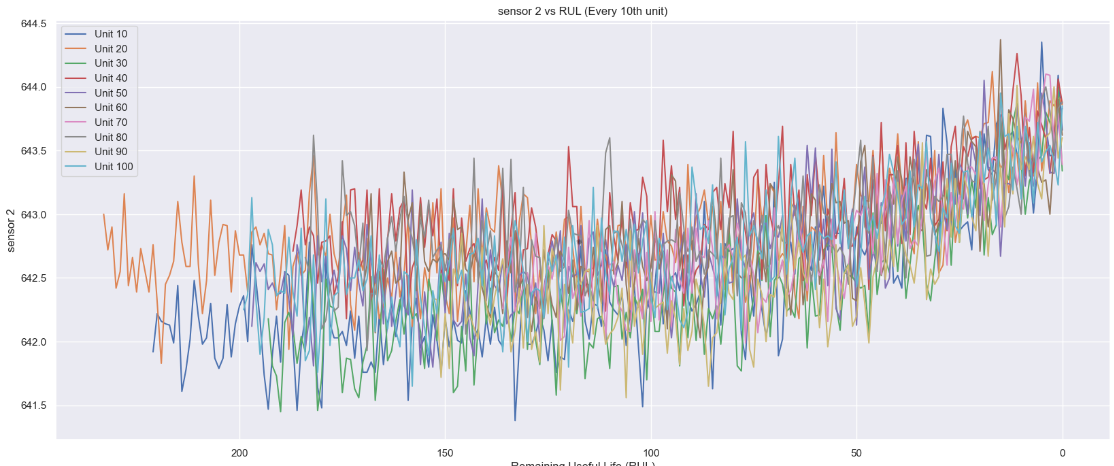 sensor 2 vs RUL (Every 10th unit)
644.5
644.0
643.5
643.0
642.5
642.0
641.5
sensor 2
Unit 10
Unit 20
Unit 30
Unit 40
Unit 50
Unit 60
Unit 70
Unit 80
Unit 90
Unit 100
200
150
100
50
0
Remaining Useful Life (RUL)